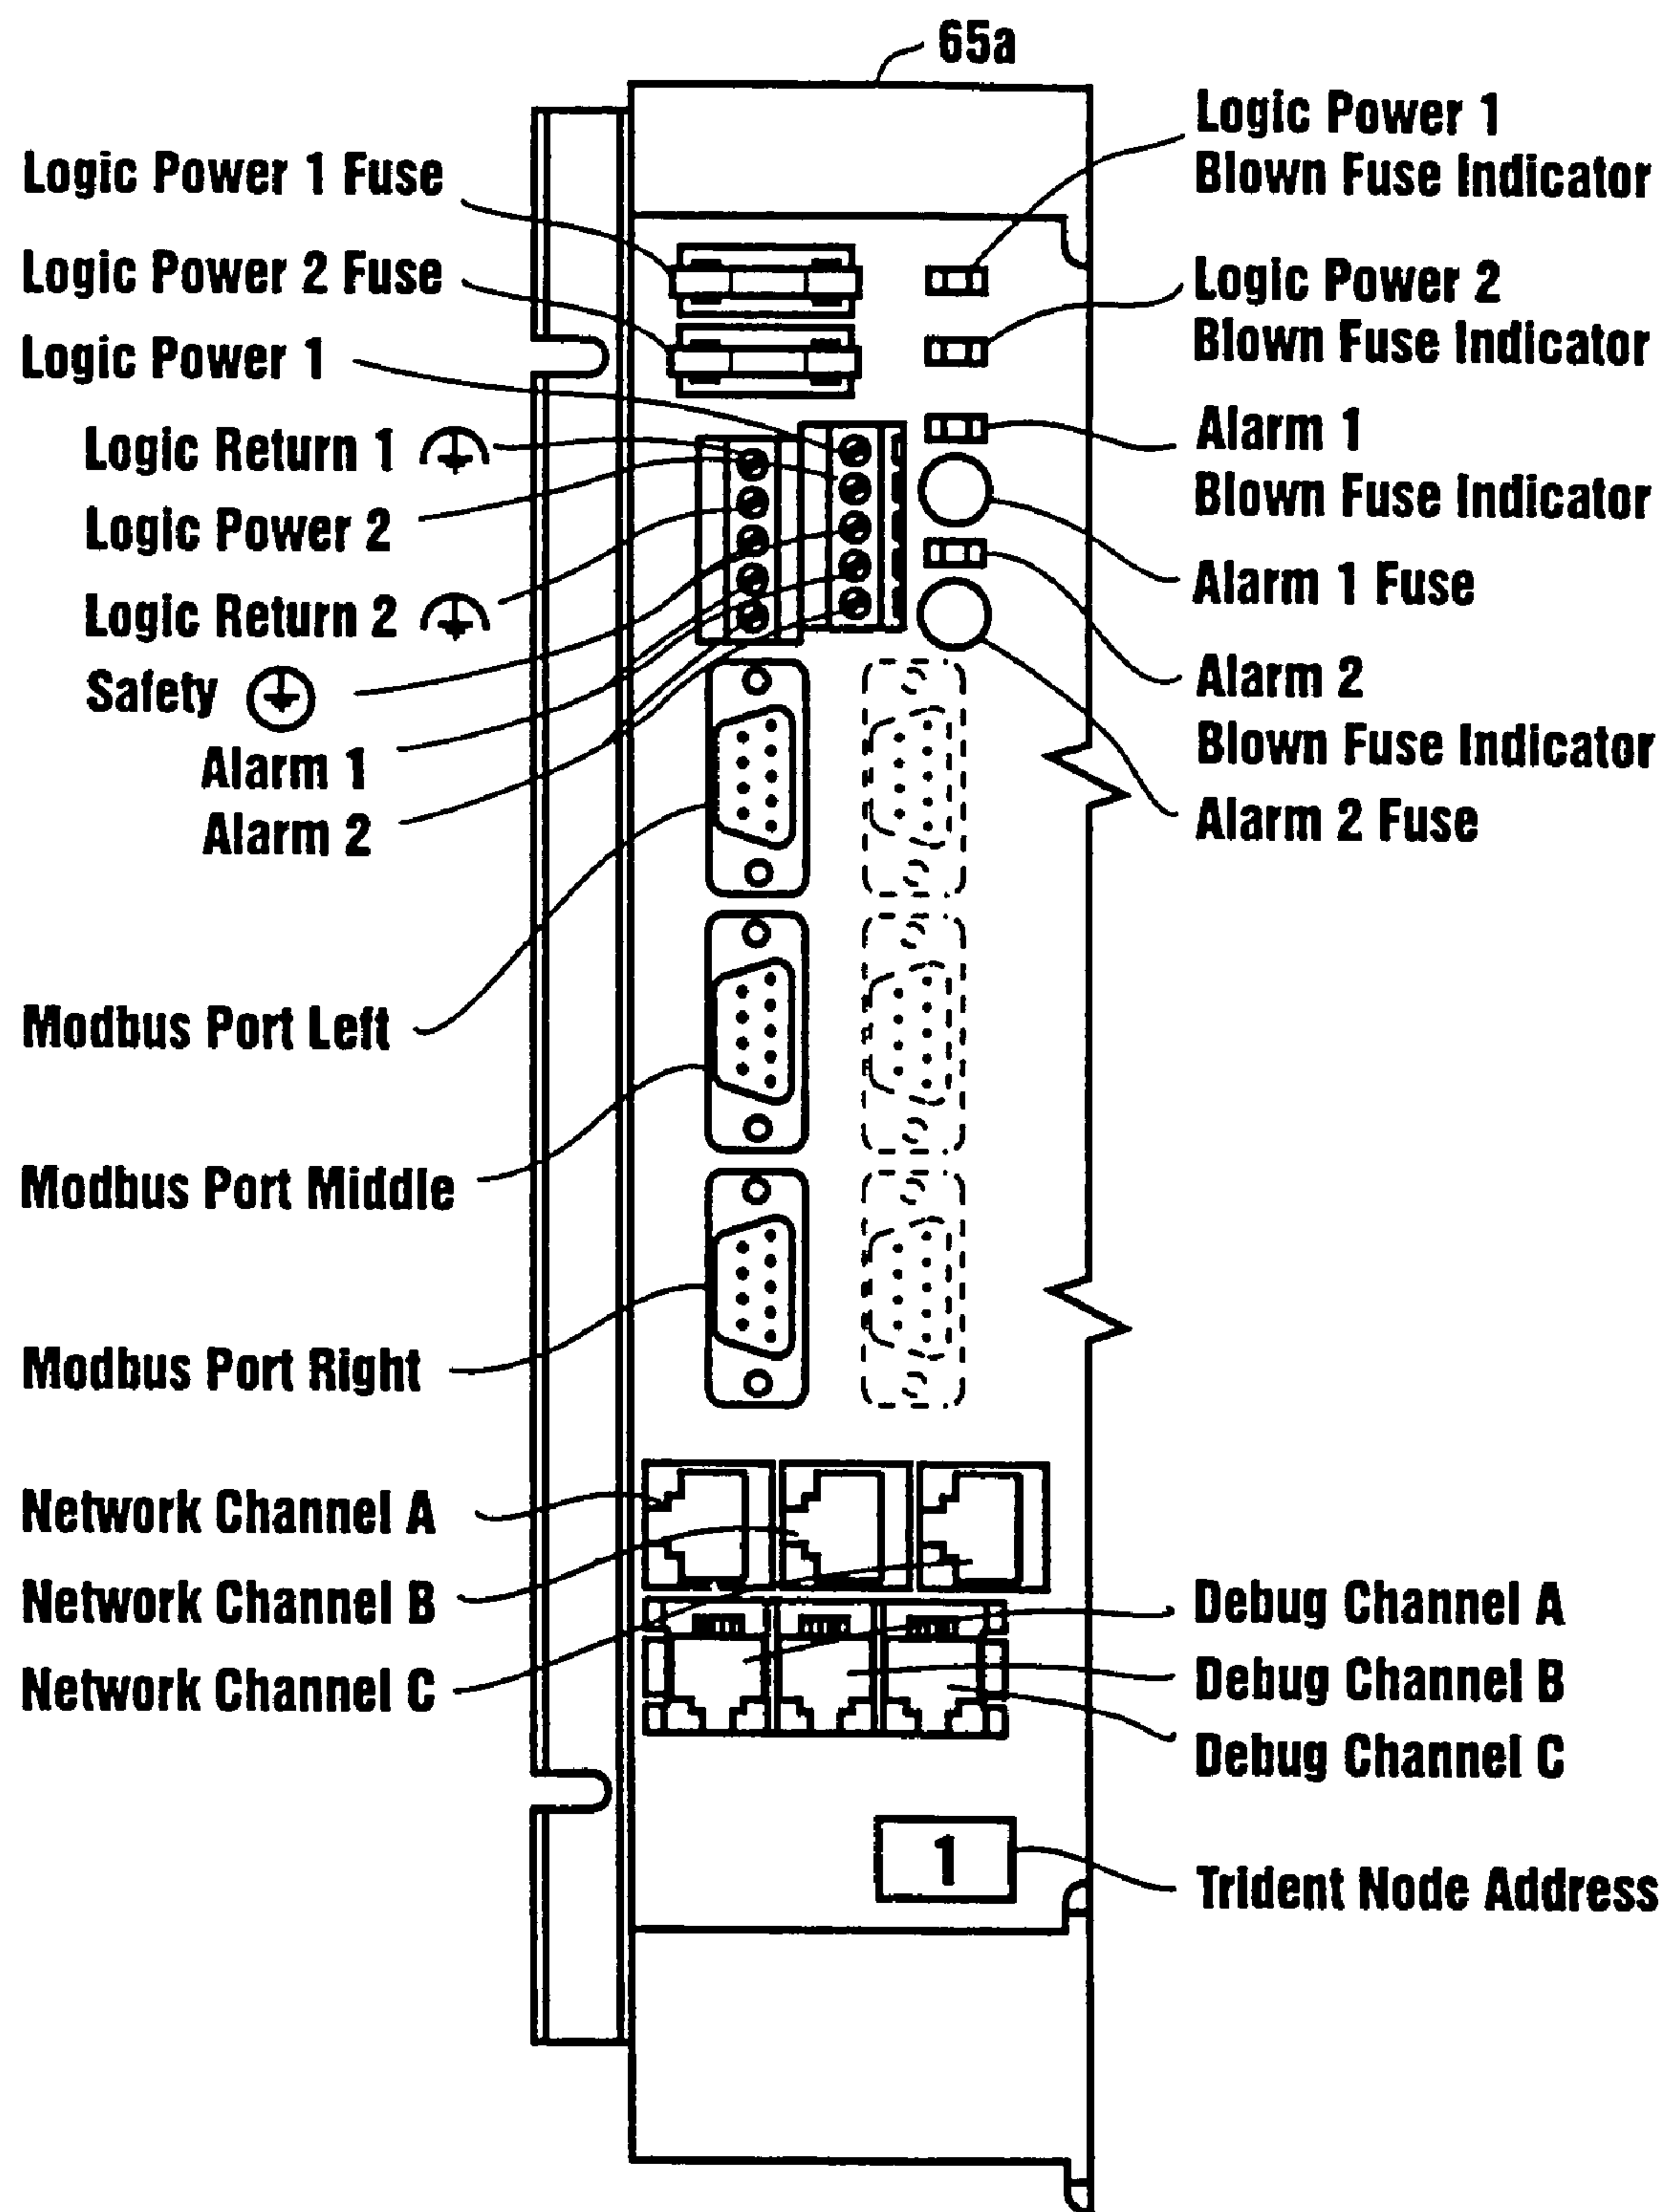 65a
Logic Power 1 Fuse
Logic Power 2 Fuse
Logic Power 1
Logic Return 1
Logic Power 2
Logic Return 2
Safety
Alarm 1
Alarm 2
Modbus Port Left
Modbus Port Middle
Modbus Port Right
Network Channel A
Network Channel B
Network Channel C
Logic Power 1
Blown Fuse Indicator
Logic Power 2
Blown Fuse Indicator
Alarm 1
Blown Fuse Indicator
Alarm 1 Fuse
Alarm 2
Blown Fuse Indicator
Alarm 2 Fuse
Debug Channel A
Debug Channel B
Debug Channel C
1
Trident Node Address